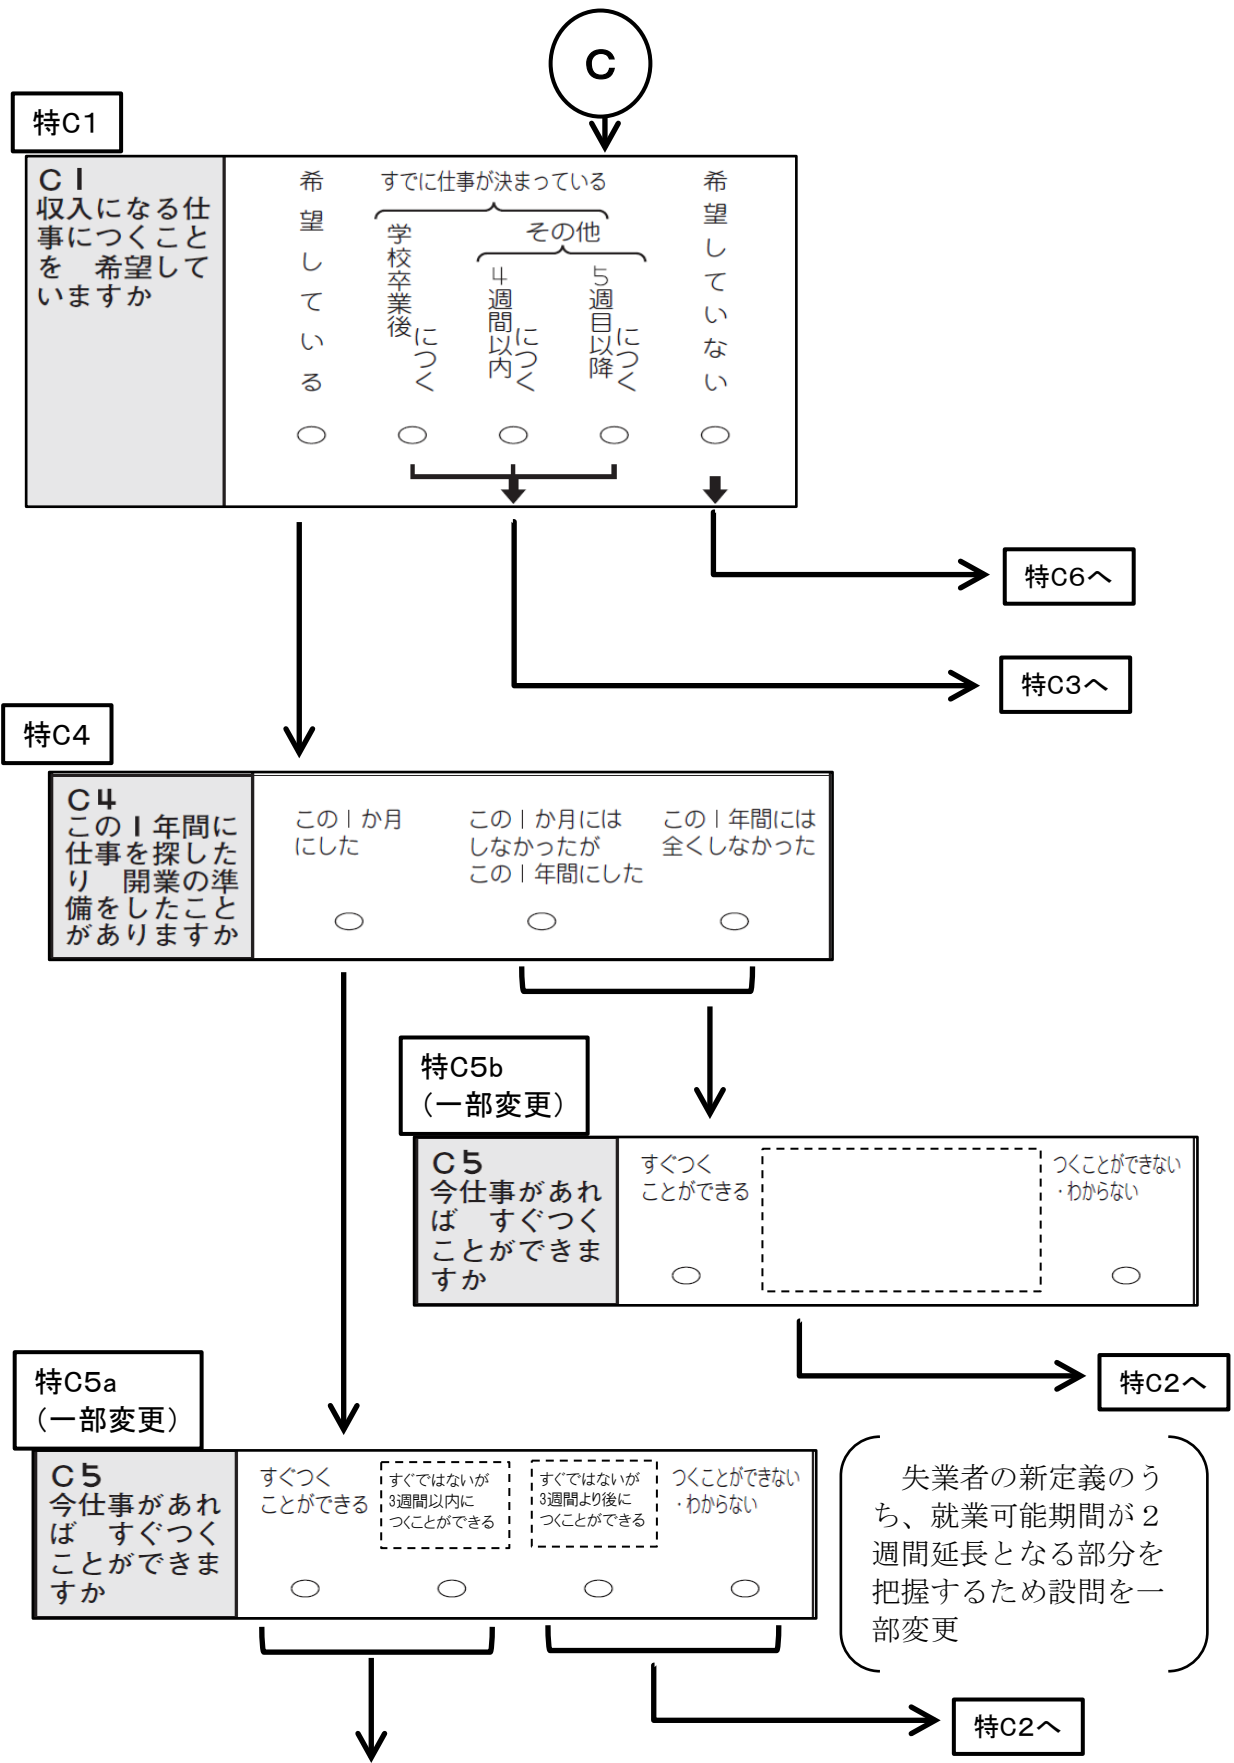 C
特C1
C1
収入になる仕
事につくこと
を　希望して
いますか
希望している
すでに仕事が決まっている
学校卒業後
につく
その他
4週間以内
につく
5週目以降
につく
希望していない
特C6へ
特C3へ
特C4
C4
この1年間に
仕事を探した
り　開業の準
備をしたこと
がありますか
この1か月
にした
この1か月には
しなかったが
この1年間にした
この1年間には
全くしなかった
特C5b
（一部変更）
C5
今仕事があれ
ば　すぐつく
ことができま
すか
すぐつく
ことができる
つくことができない
・わからない
特C2へ
特C5a
（一部変更）
C5
今仕事があれ
ば　すぐつく
ことができま
すか
すぐつく
ことができる
すぐではないが
3週間以内に
つくことができる
すぐではないが
3週間より後に
つくことができる
つくことができない
・わからない
失業者の新定義のう
ち、就業可能期間が２
週間延長となる部分を
把握するため設問を一
部変更
特C2へ